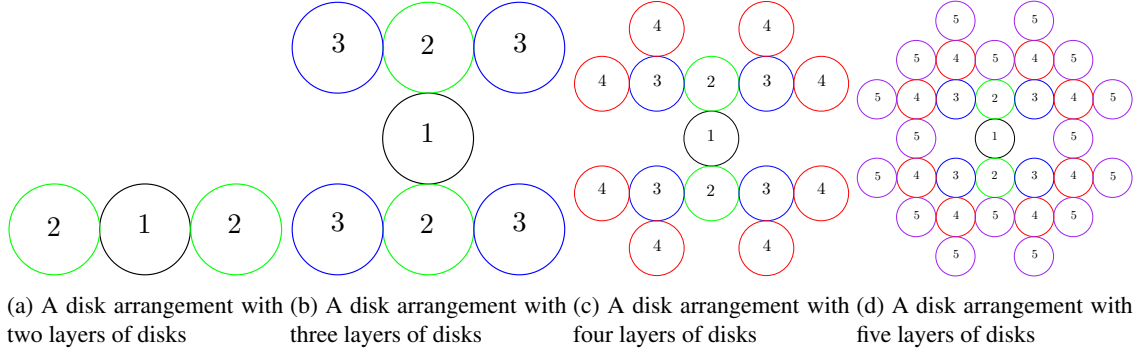 2 1 2
(a) A disk arrangement with
two layers of disks
3 2 3
1
3 2 3
(b) A disk arrangement with
three layers of disks
4 4
4 3 2 3 4
1
4 3 2 3 4
4 4
(c) A disk arrangement with
four layers of disks
5 5
5 4 5 4 5
5 4 3 2 3 4 5
5 1 5
5 4 3 2 3 4 5
5 4 5 4 5
5 5
(d) A disk arrangement with
five layers of disks